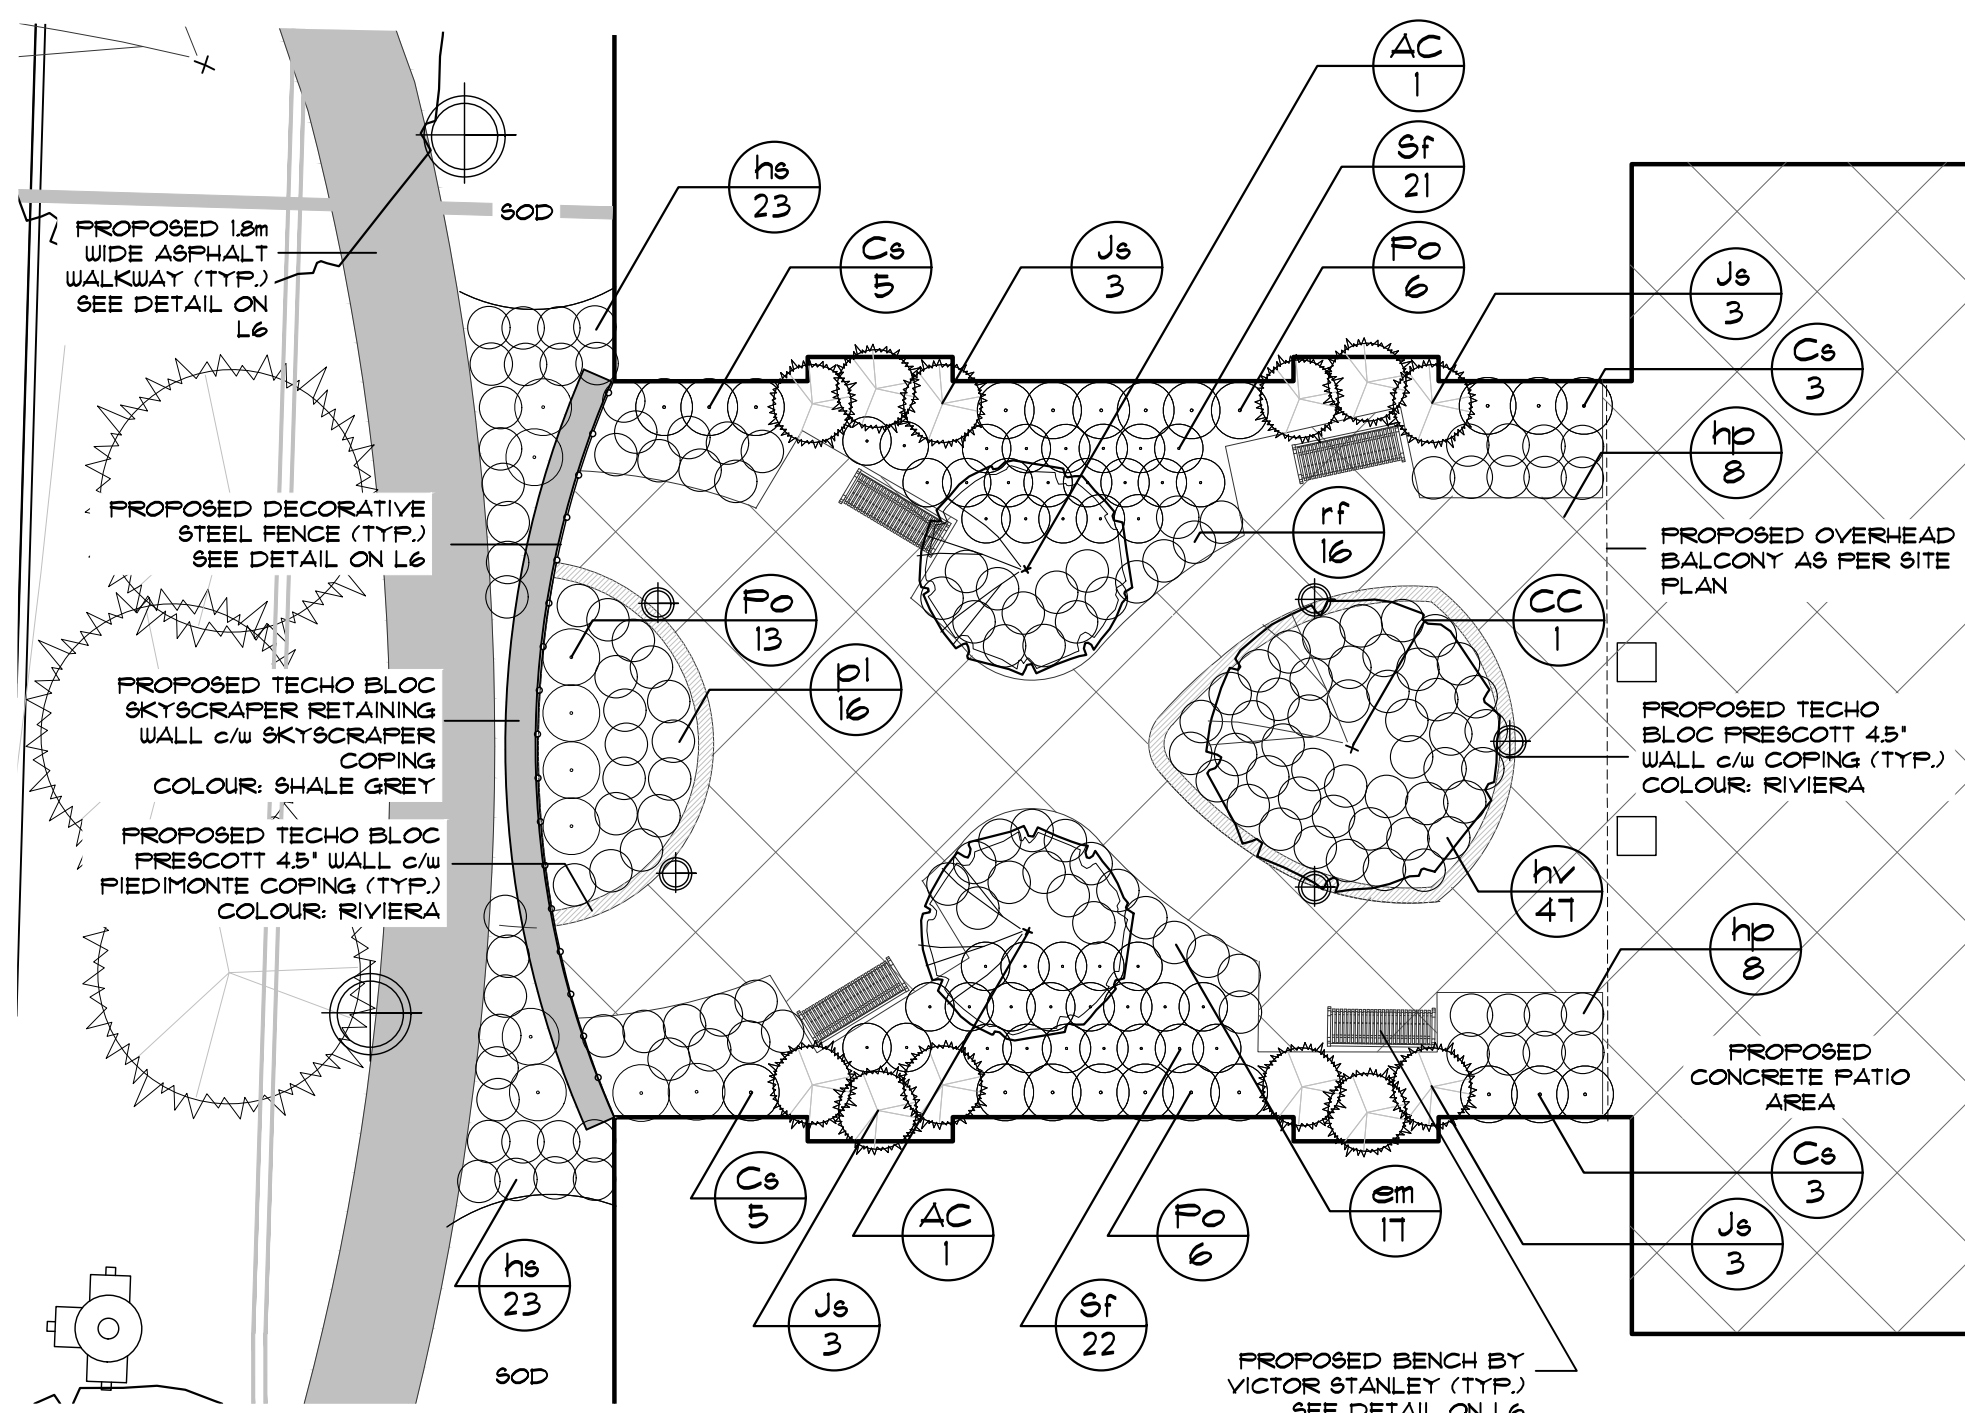 AC
1
Sf
21
hs
23
SOD
PROPOSED 1.8m
WIDE ASPHALT
WALKWAY (TYP.)
SEE DETAIL ON
L6
Cs
5
Js
3
Po
6
Js
3
Cs
3
hp
8
PROPOSED DECORATIVE
STEEL FENCE (TYP.)
SEE DETAIL ON L6
rf
16
PROPOSED OVERHEAD
BALCONY AS PER SITE
PLAN
Po
13
CC
1
pl
16
PROPOSED TECHO BLOC
SKYSCRAPER RETAINING
WALL c/w SKYSCRAPER
COPING
COLOUR: SHALE GREY
PROPOSED TECHO
BLOC PRESCOTT 4.5"
WALL c/w COPING (TYP.)
COLOUR: RIVIERA
PROPOSED TECHO BLOC
PRESCOTT 4.5" WALL c/w
PIEDIMONTE COPING (TYP.)
COLOUR: RIVIERA
hv
47
hp
8
PROPOSED
CONCRETE PATIO
AREA
Cs
5
AC
1
Po
6
em
17
Cs
3
Js
3
hs
23
Js
3
Sf
22
SOD
PROPOSED BENCH BY
VICTOR STANLEY (TYP.)
SEE DETAIL ON L6